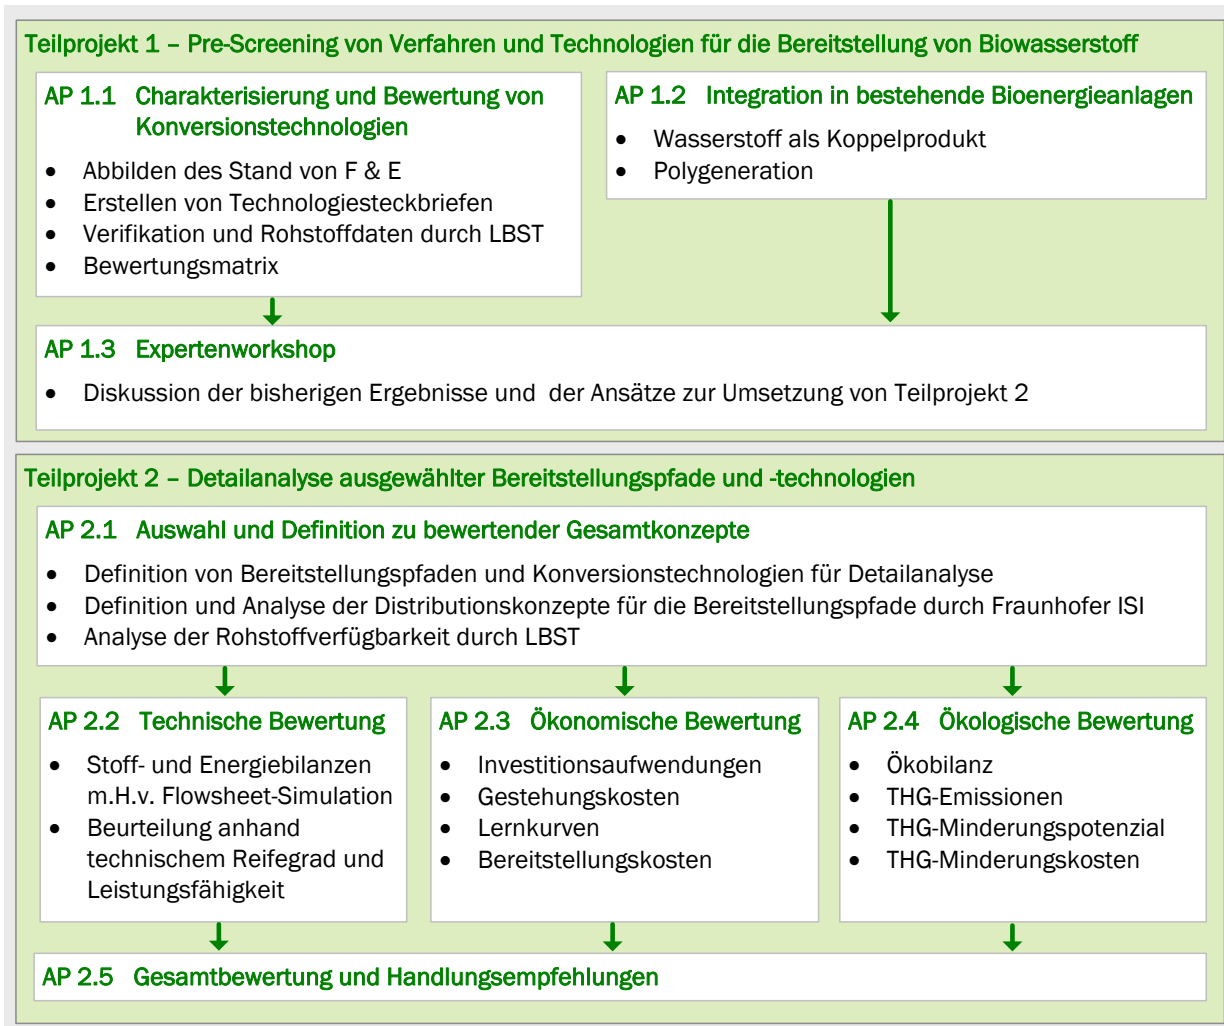 Teilprojekt 1 – Pre-Screening von Verfahren und Technologien für die Bereitstellung von Biowasserstoff
AP 1.1 Charakterisierung und Bewertung von
Konversionstechnologien
• Abbilden des Stand von F & E
• Erstellen von Technologiesteckbriefen
• Verifikation und Rohstoffdaten durch LBST
• Bewertungsmatrix
AP 1.2 Integration in bestehende Bioenergieanlagen
• Wasserstoff als Koppelprodukt
• Polygeneration
AP 1.3 Expertenworkshop
• Diskussion der bisherigen Ergebnisse und der Ansätze zur Umsetzung von Teilprojekt 2
Teilprojekt 2 – Detailanalyse ausgewählter Bereitstellungspfade und -technologien
AP 2.1 Auswahl und Definition zu bewertender Gesamtkonzepte
• Definition von Bereitstellungspfaden und Konversionstechnologien für Detailanalyse
• Definition und Analyse der Distributionskonzepte für die Bereitstellungspfade durch Fraunhofer ISI
• Analyse der Rohstoffverfügbarkeit durch LBST
AP 2.2 Technische Bewertung
• Stoff- und Energiebilanzen
m.H.v. Flowsheet-Simulation
• Beurteilung anhand
technischem Reifegrad und
Leistungsfähigkeit
AP 2.3 Ökonomische Bewertung
• Investitionsaufwendungen
• Gestehungskosten
• Lernkurven
• Bereitstellungskosten
AP 2.4 Ökologische Bewertung
• Ökobilanz
• THG-Emissionen
• THG-Minderungspotenzial
• THG-Minderungskosten
AP 2.5 Gesamtbewertung und Handlungsempfehlungen